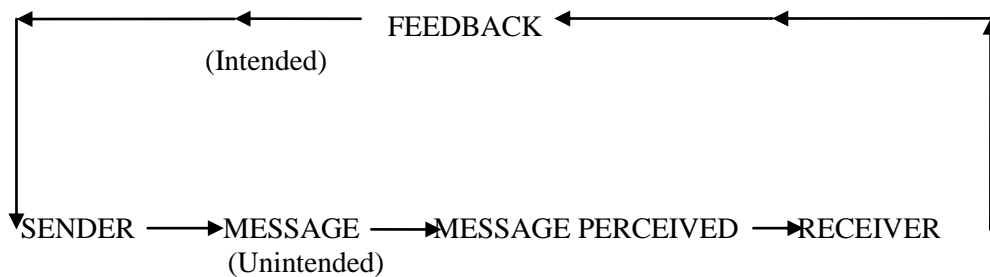 FEEDBACK
(Intended)
SENDER MESSAGE MESSAGE PERCEIVED RECEIVER
(Unintended)